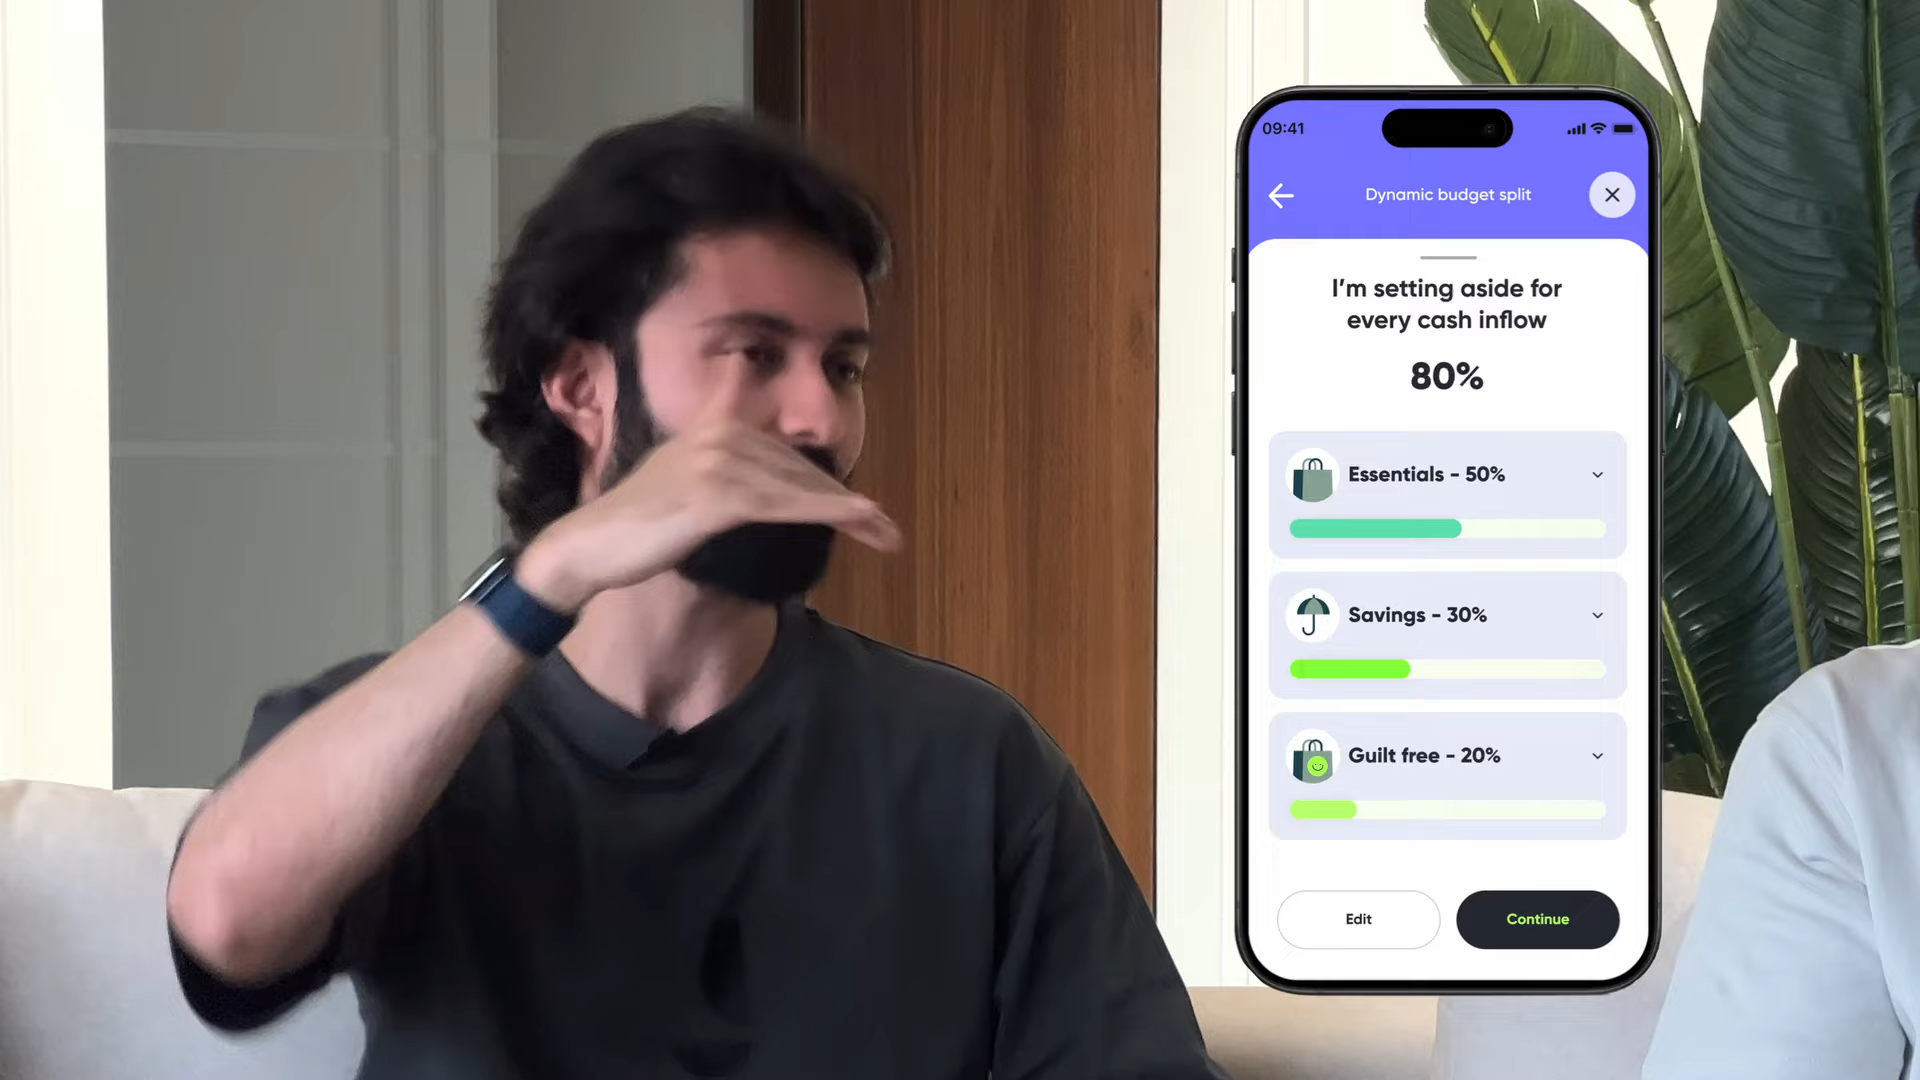 09:41
Dynamic budget split
I’m setting aside for
every cash inflow
80%
Essentials - 50%
Savings - 30%
Guilt free - 20%
Edit
Continue